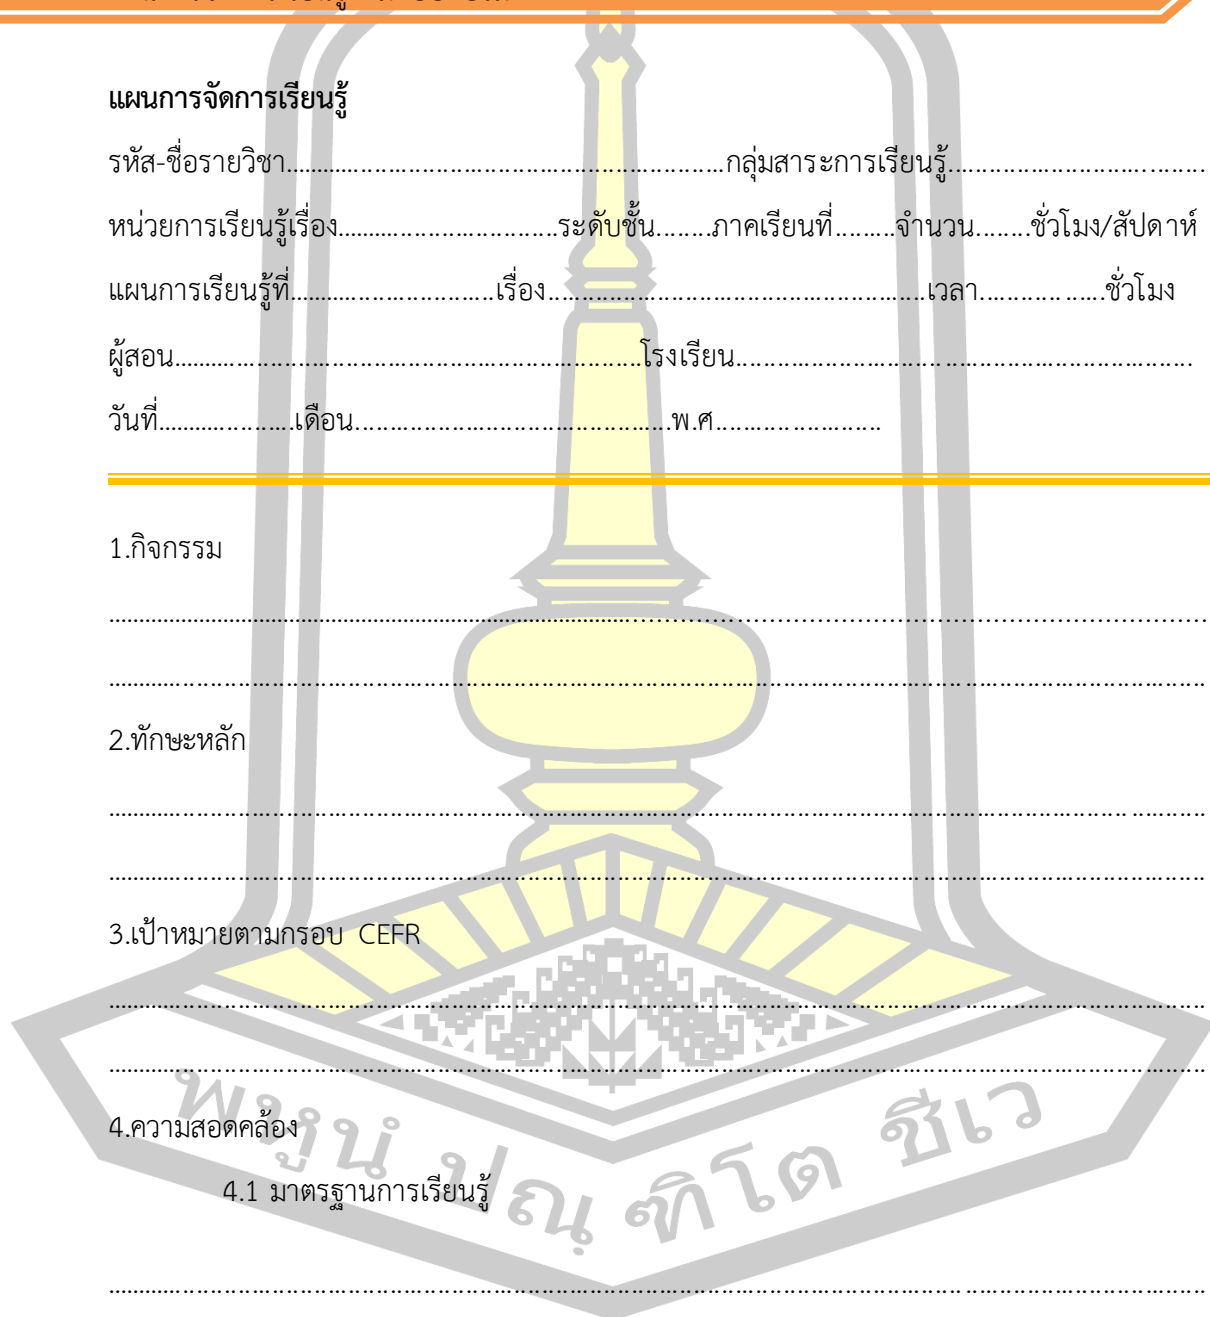 แผนการจัดการเรียนรู้
รหัส-ชื่อรายวิชา................................................................กลุ่มสาระการเรียนรู้......................................
หน่วยการเรียนรู้เรื่อง................................ระดับชั้น........ภาคเรียนที่.........จำนวน........ชั่วโมง/สัปดาห์
แผนการเรียนรู้ที่..............................เรื่อง.......................................................เวลา...................ชั่วโมง
ผู้สอน....................................................................โรงเรียน..................................................................
วันที่....................เดือน..............................................พ.ศ........................
1.กิจกรรม
................................................................................................................................................................
................................................................................................................................................................
2.ทักษะหลัก
................................................................................................................................................................
................................................................................................................................................................
3.เป้าหมายตามกรอบ CEFR
................................................................................................................................................................
................................................................................................................................................................
4.ความสอดคล้อง
4.1 มาตรฐานการเรียนรู้
................................................................................................................................................................
พหูนํ ปณฺฑิโต ชีเว